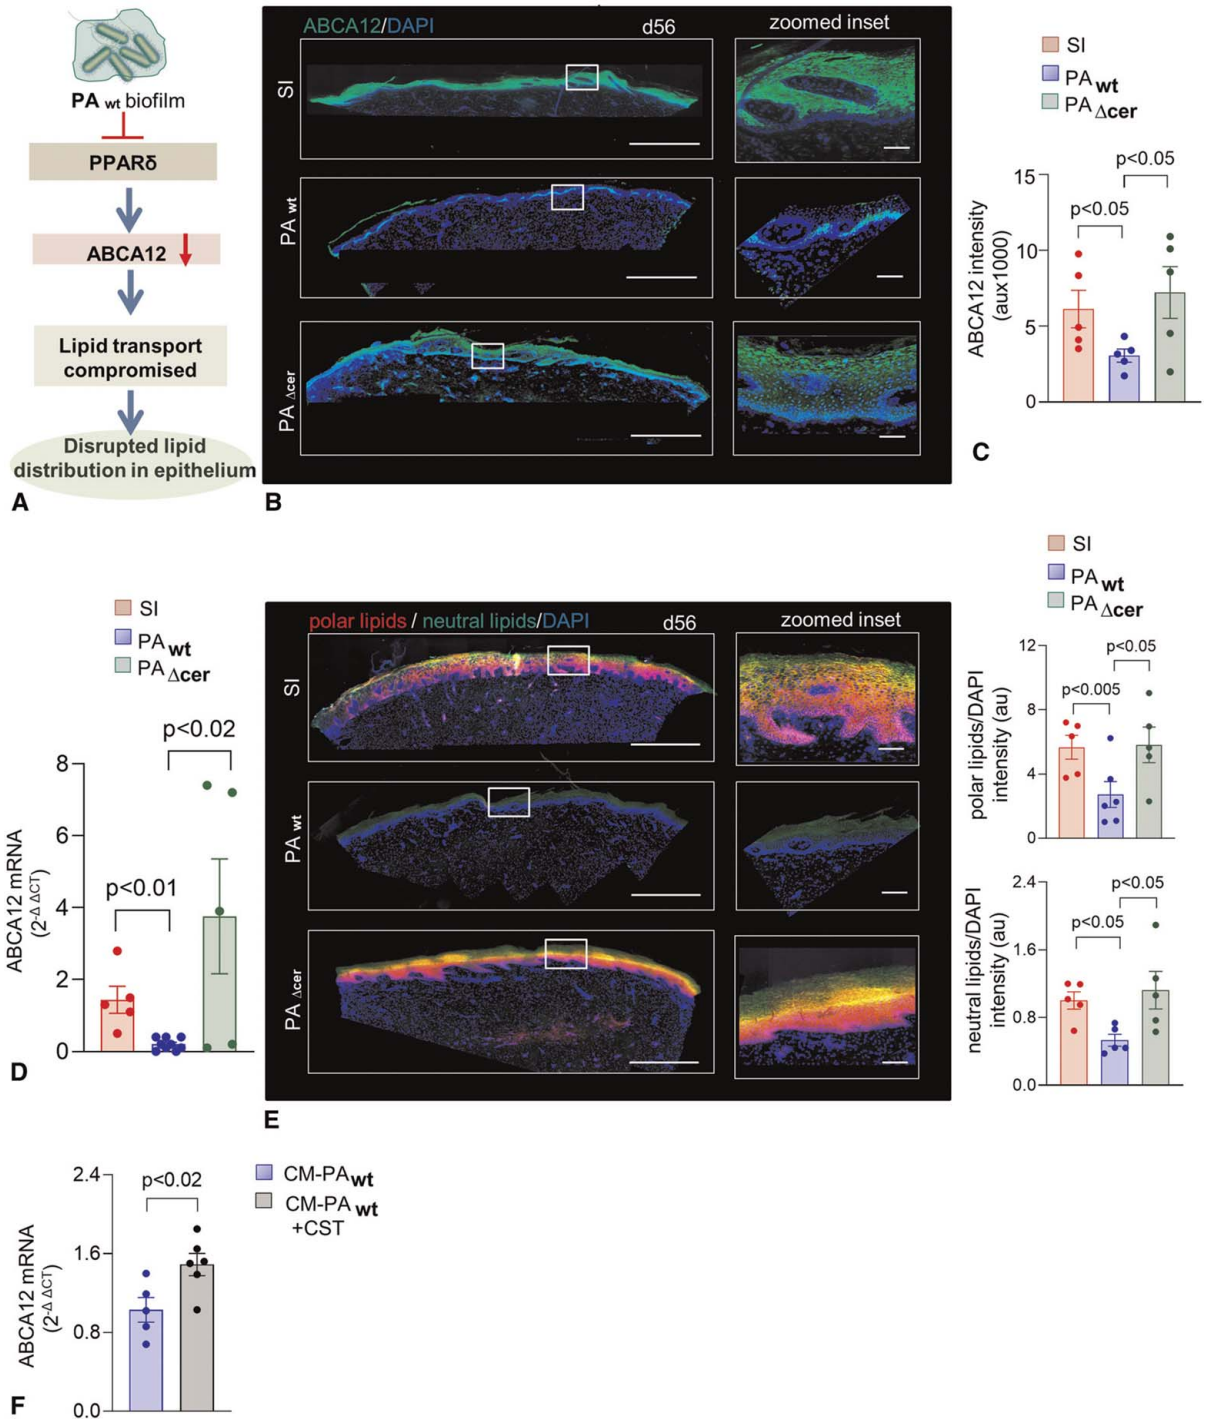 PA wt biofilm
PPARδ
ABCA12
Lipid transport
compromised
Disrupted lipid
distribution in epithelium
A
ABCA12/DAPI
d56
zoomed inset
SI
PA wt
PA Δcer
B
SI
PA wt
PA Δcer
p<0.05
p<0.05
ABCA12 intensity
(aux1000)
15
10
5
0
C
SI
PA wt
PA Δcer
p<0.02
p<0.01
ABCA12 mRNA
(2-Δ ΔCT)
8
6
4
2
0
D
polar lipids / neutral lipids/DAPI
d56
zoomed inset
SI
PA wt
PA Δcer
E
SI
PA wt
PA Δcer
p<0.05
p<0.005
polar lipids/DAPI
intensity (au)
12
8
4
0
p<0.05
p<0.05
neutral lipids/DAPI
intensity (au)
2.4
1.6
0.8
0.0
p<0.02
ABCA12 mRNA
(2-Δ ΔCT)
2.4
1.6
0.8
0.0
CM-PA wt
CM-PA wt
+CST
F